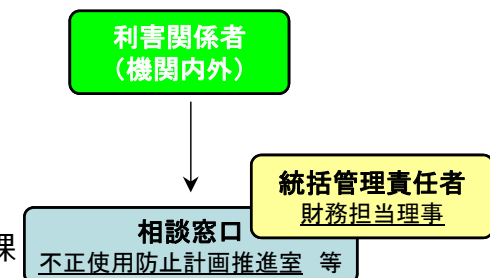 利害関係者
（機関内外）
統括管理責任者
財務担当理事
課
相談窓口
不正使用防止計画推進室 等